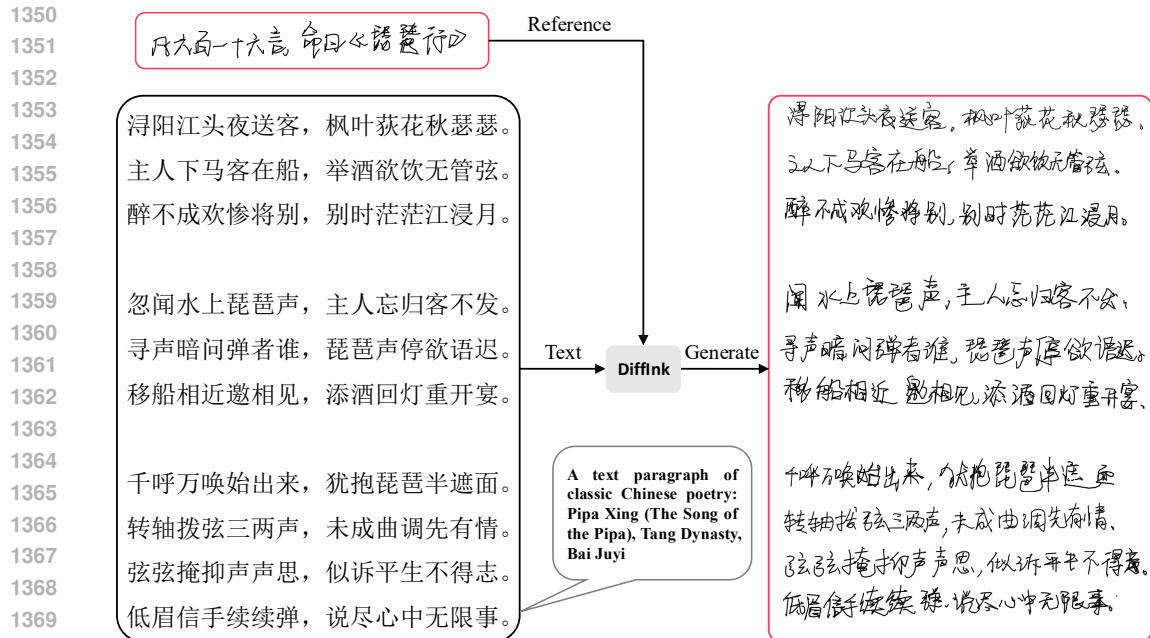 1350
1351
1352
1353
1354
1355
1356
1357
1358
1359
1360
1361
1362
1363
1364
1365
1366
1367
1368
1369
凡六百一十六言,命曰《琵琶行》
Reference
浔阳江头夜送客，枫叶荻花秋瑟瑟。
主人下马客在船，举酒欲饮无管弦。
醉不成欢惨将别，别时茫茫江浸月。
忽闻水上琵琶声，主人忘归客不发。
寻声暗问弹者谁，琵琶声停欲语迟。
移船相近邀相见，添酒回灯重开宴。
千呼万唤始出来，犹抱琵琶半遮面。
转轴拨弦三两声，未成曲调先有情。
弦弦掩抑声声思，似诉平生不得志。
低眉信手续续弹，说尽心中无限事。
Text
DiffInk
Generate
A text paragraph of
classic Chinese poetry:
Pipa Xing (The Song of
the Pipa), Tang Dynasty,
Bai Juyi
浔阳江头夜送客,枫叶荻花秋瑟瑟.
主人下马客在船,举酒欲饮无管弦.
醉不成欢惨将别,别时茫茫江浸月。
闻水上琵琶声,主人忘归客不发,
寻声暗问弹者谁,琵琶声停欲语迟。
移船相近 相见,添酒回灯重开宴、
千呼万唤始出来,犹抱琵琶半遮面
转轴拨弦三两声,未成曲调先有情、
弦弦掩抑声声思,似诉平生不得志。
低眉信手续续弹.说尽心中无限事。